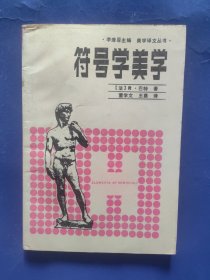 ·李泽厚主编 美学译文丛书·
符号学美学
[法]罗·巴特 著
董学文 王葵 译
ELEMENTS OF SEMIOLOGY